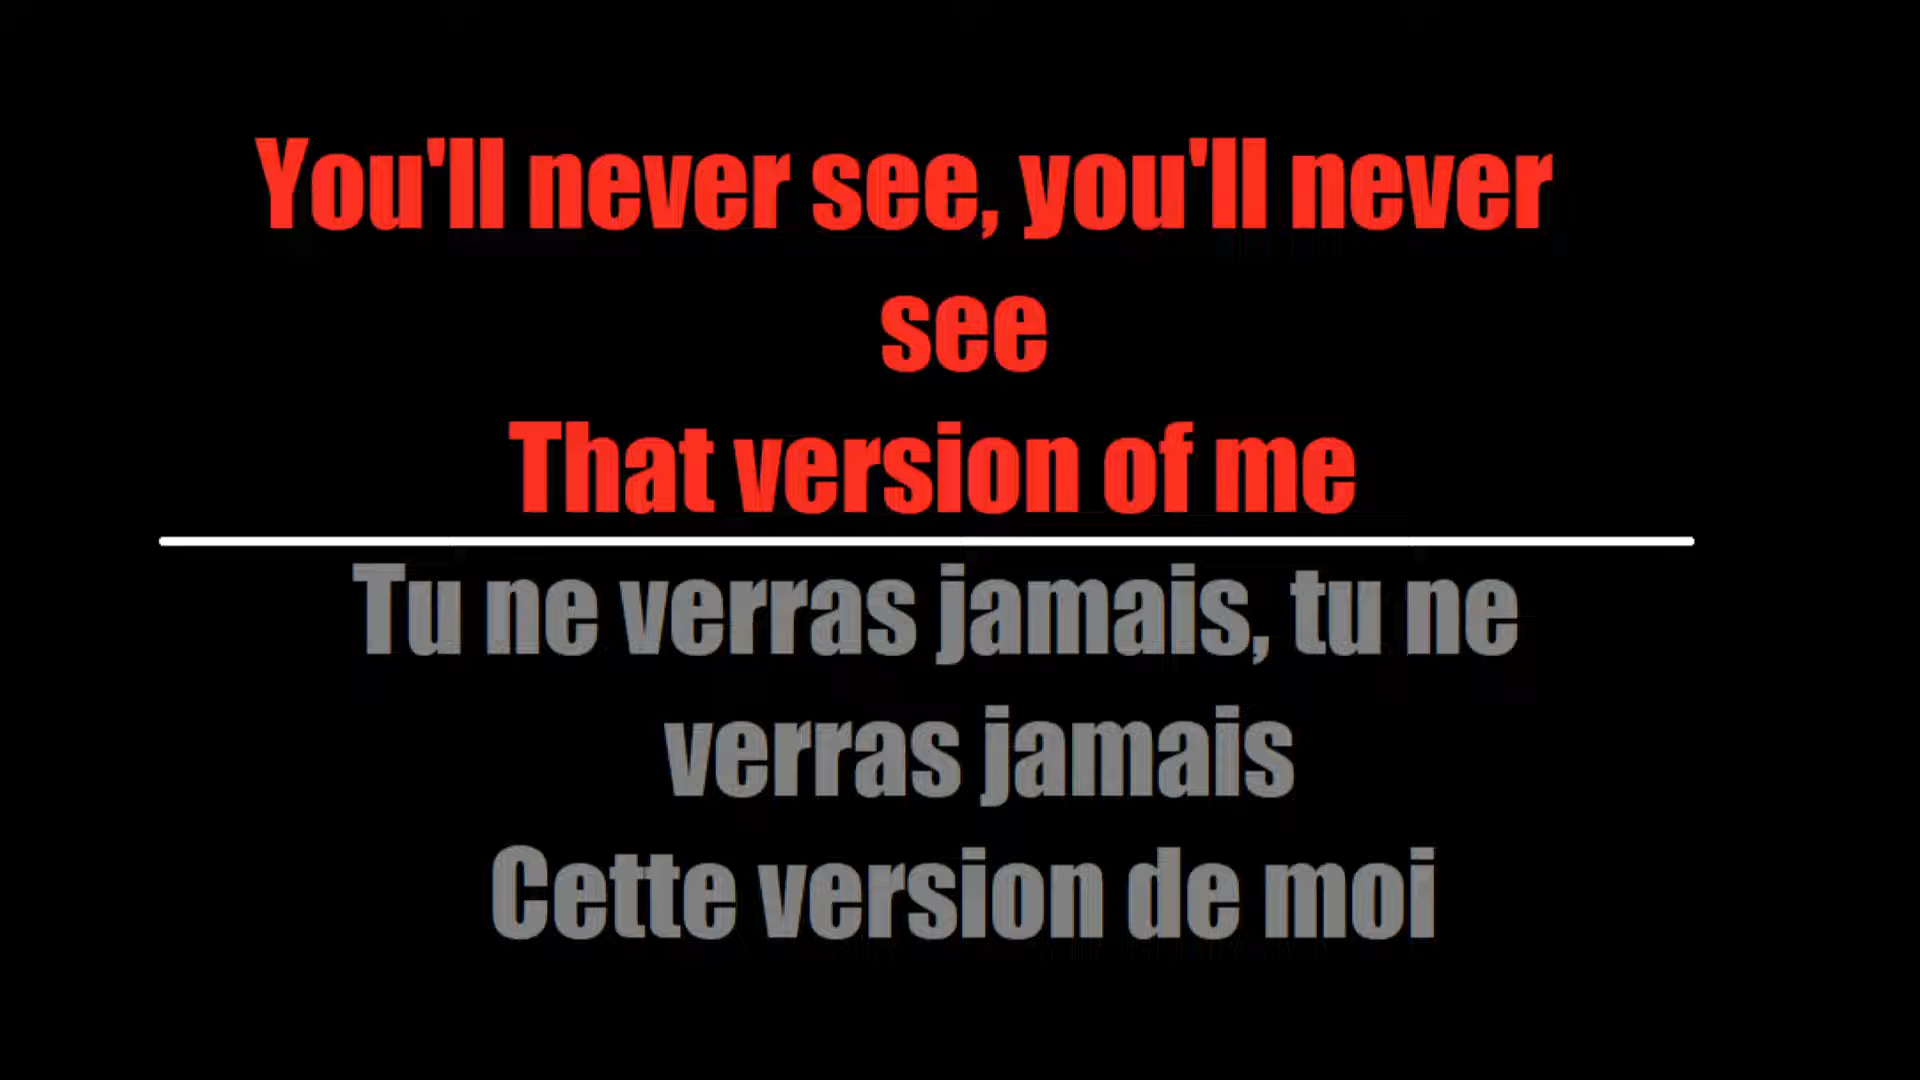 You'll never see, you'll never
see
That version of me
Tu ne verras jamais, tu ne
verras jamais
Cette version de moi